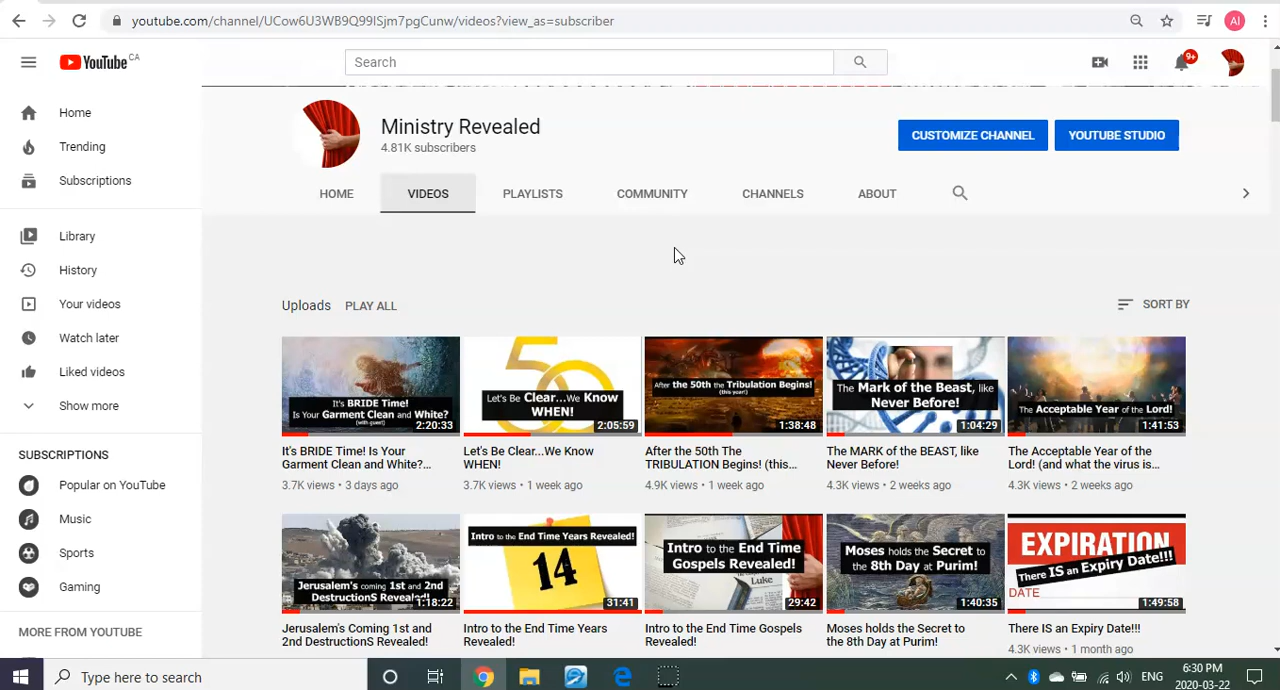 youtube.com/channel/UCow6U3WB9Q99lSjm7pgCunw/videos?view_as=subscriber
AI
YouTube CA
Search
9+
Home
Trending
Subscriptions
Library
History
Your videos
Watch later
Liked videos
Show more
SUBSCRIPTIONS
Popular on YouTube
Music
Sports
Gaming
MORE FROM YOUTUBE
Ministry Revealed
4.81K subscribers
CUSTOMIZE CHANNEL
YOUTUBE STUDIO
HOME VIDEOS PLAYLISTS COMMUNITY CHANNELS ABOUT
Uploads PLAY ALL
SORT BY
It's BRIDE Time!
Is Your Garment Clean and White?
(with guest)
2:20:33
It's BRIDE Time! Is Your
Garment Clean and White?...
3.7K views • 3 days ago
50
Let's Be Clear...We Know
WHEN!
2:05:59
Let's Be Clear...We Know
WHEN!
3.7K views • 1 week ago
After the 50th the Tribulation Begins!
(this year!)
1:38:48
After the 50th The
TRIBULATION Begins! (this...
4.9K views • 1 week ago
The Mark of the Beast, like
Never Before!
1:04:29
The MARK of the BEAST, like
Never Before!
4.3K views • 2 weeks ago
The Acceptable Year of the Lord!
1:41:53
The Acceptable Year of the
Lord! (and what the virus is...
4.3K views • 2 weeks ago
Jerusalem's coming 1st and 2nd
DestructionS Revealed!
1:18:22
Jerusalem's Coming 1st and
2nd DestructionS Revealed!
Intro to the End Time Years Revealed!
14
31:41
Intro to the End Time Years
Revealed!
Intro to the End Time
Gospels Revealed!
Luke
29:42
Intro to the End Time Gospels
Revealed!
Moses holds the Secret to
the 8th Day at Purim!
1:40:35
Moses holds the Secret to
the 8th Day at Purim!
EXPIRATION
There IS an Expiry Date!!!
DATE
1:49:58
There IS an Expiry Date!!!
4.3K views • 1 month ago
Type here to search
ENG
6:30 PM
2020-03-22